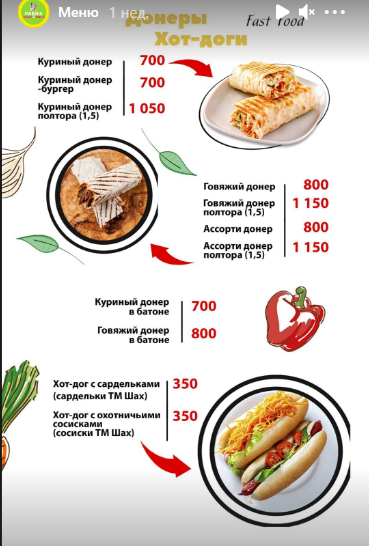 Меню 1 нед.
Донеры
Fast Food
Хот-доги
Куриный донер 700
Куриный донер
-бургер 700
Куриный донер
полтора (1,5) 1 050
Говяжий донер 800
Говяжий донер
полтора (1,5) 1 150
Ассорти донер 800
Ассорти донер
полтора (1,5) 1 150
Куриный донер
в батоне 700
Говяжий донер
в батоне 800
Хот-дог с сардельками 350
(сардельки ТМ Шах)
Хот-дог с охотничьими 350
сосисками
(сосиски ТМ Шах)